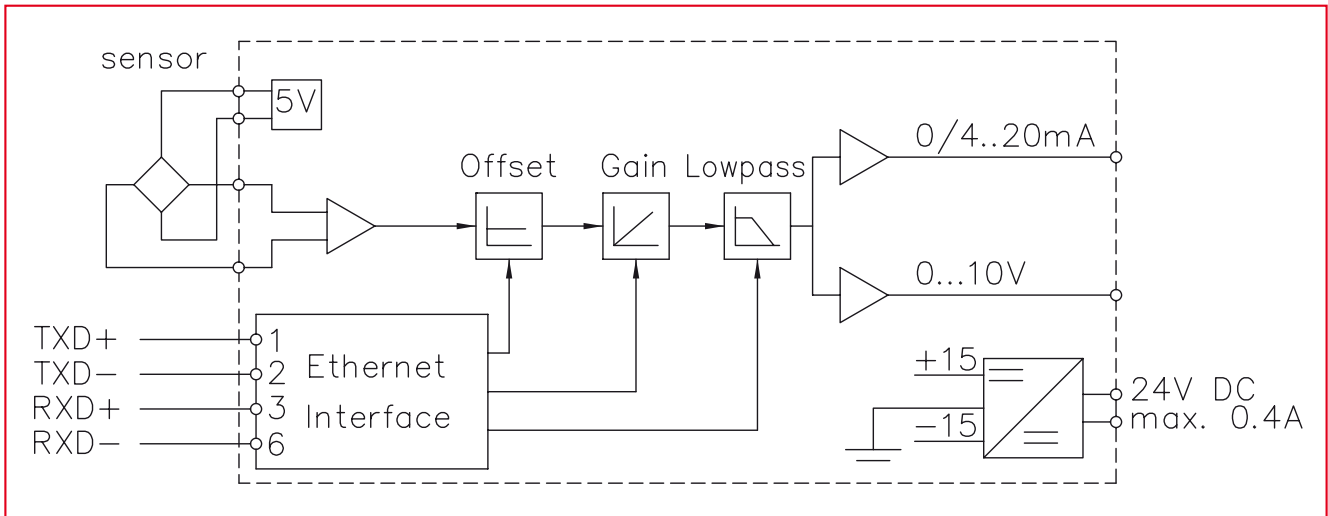 sensor
5V
Offset
Gain
Lowpass
0/4..20mA
0...10V
TXD+
TXD−
RXD+
RXD−
1
2
3
6
Ethernet
Interface
+15
−15
24V DC
max. 0.4A